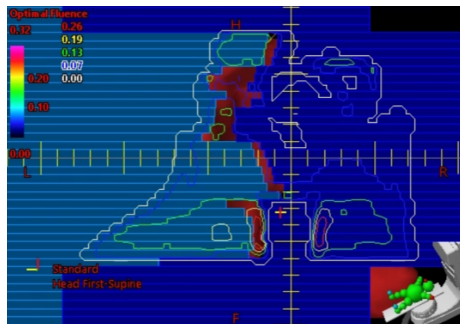 Optimal Fluence
H
0.32
0.26
0.19
0.13
0.07
0.00
0.20
0.10
0.00
L
R
Standard
Head First-Supine
F